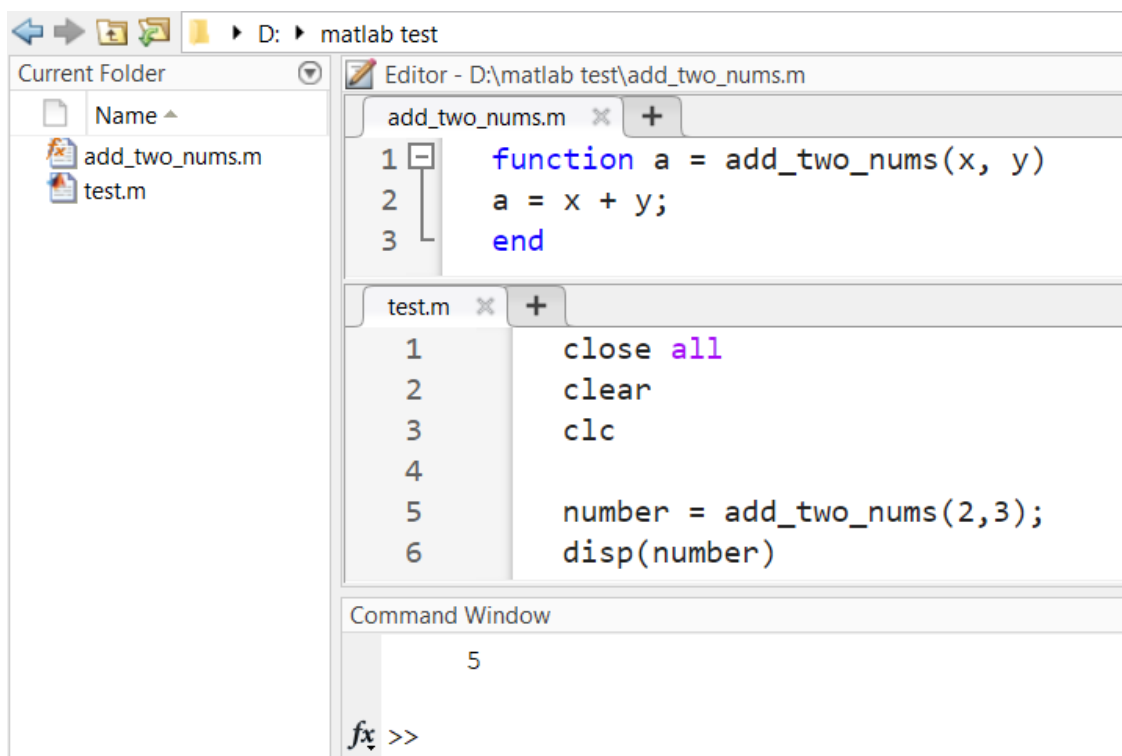 D: matlab test
Current Folder
Name
add_two_nums.m
test.m
Editor - D:\matlab test\add_two_nums.m
add_two_nums.m
1 function a = add_two_nums(x, y)
2 a = x + y;
3 end
test.m
1 close all
2 clear
3 clc
4
5 number = add_two_nums(2,3);
6 disp(number)
Command Window
5
fx >>